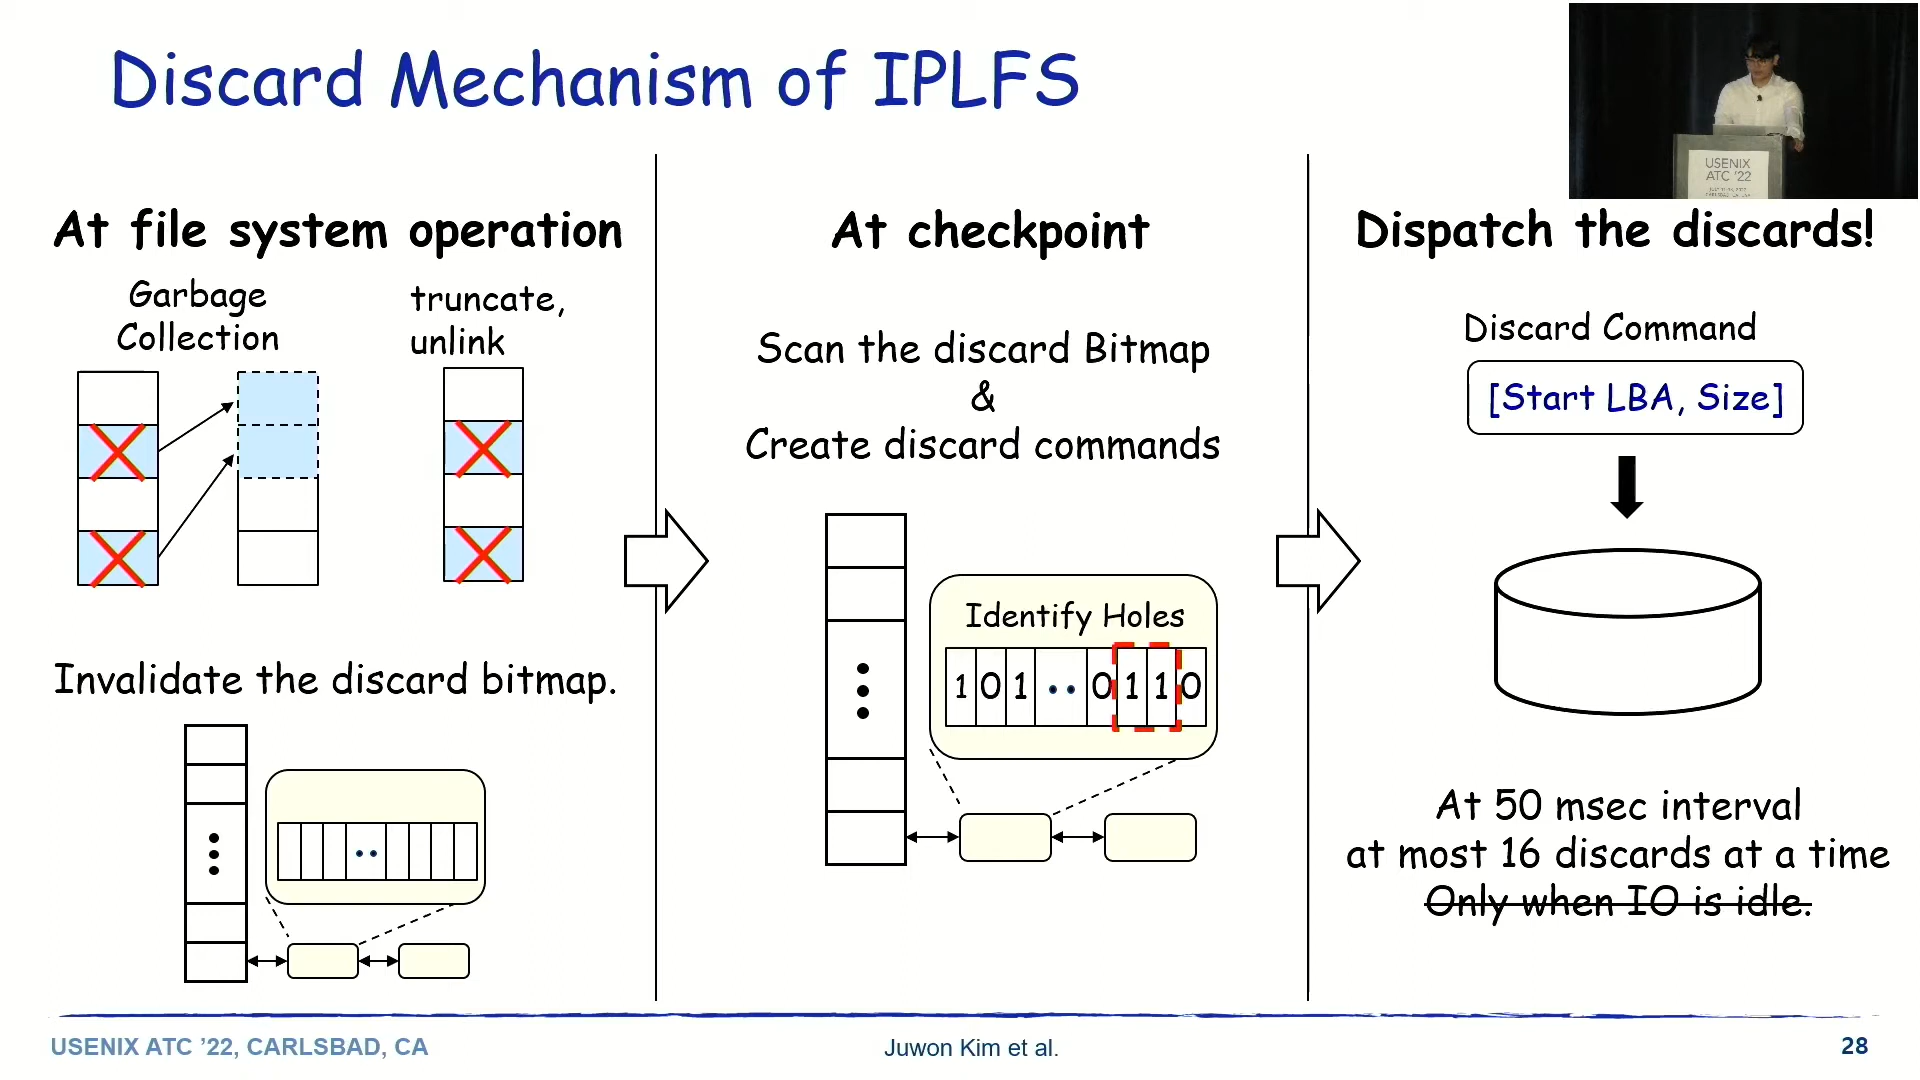 Discard Mechanism of IPLFS
USENIX
ATC '22
At file system operation
Garbage
Collection
truncate,
unlink
Invalidate the discard bitmap.
At checkpoint
Scan the discard Bitmap
&
Create discard commands
Identify Holes
1 0 1 •• 0 1 1 0
Dispatch the discards!
Discard Command
[Start LBA, Size]
At 50 msec interval
at most 16 discards at a time
Only when IO is idle.
USENIX ATC ’22, CARLSBAD, CA
Juwon Kim et al.
28